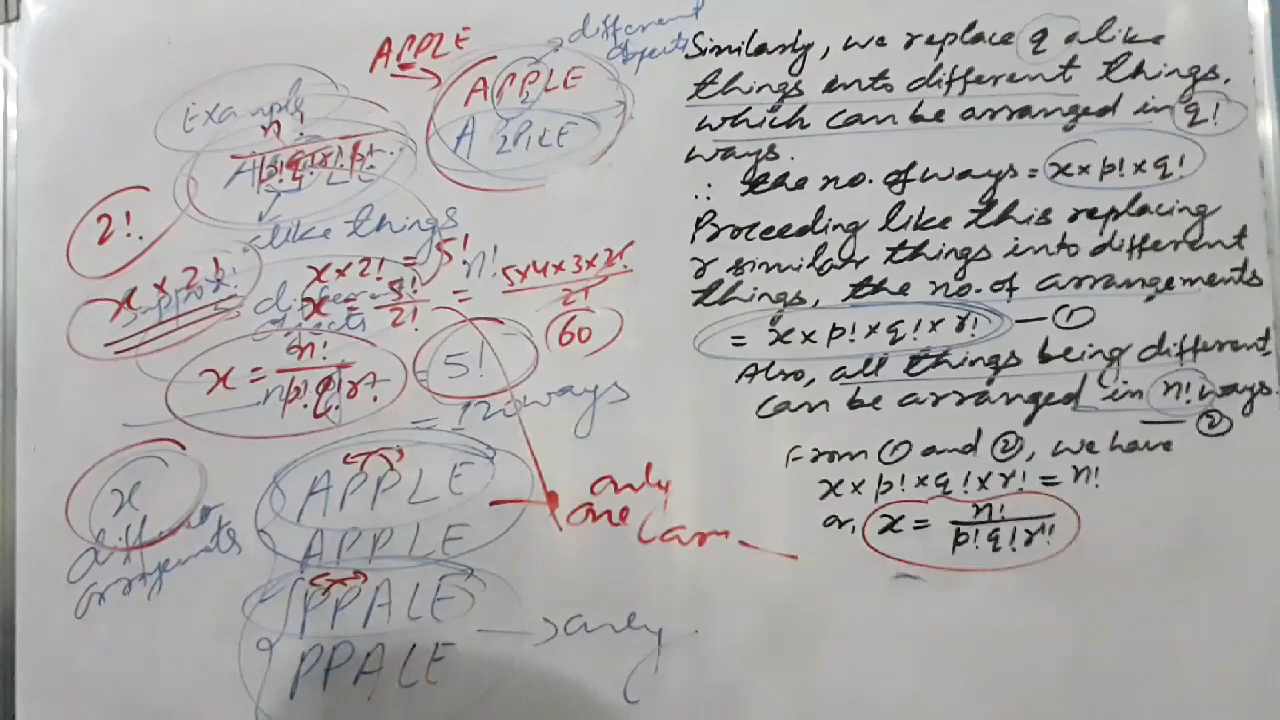 APPLE
different
objects
APPLE
A 2PILE
Example
n!
p!q!r!p!...
2!
alike things
x × 2!
x × 2! = 5!
n!
x = 5!/2! = 5×4×3×2!/2!
60
different
objects
x = n!/p!q!r!
5!
= 120 ways
x
different
APPLE
APPLE
only
one
PPALE
PPALE
only
Similarly, we replace q alike
things into different things.
which can be arranged in q!
ways.
∴ the no. of ways = x × p! × q!
Proceeding like this replacing
r similar things into different
things, the no. of arrangements
= x × p! × q! × r! — ①
Also, all things being different,
can be arranged in n! ways.
— ②
From ① and ②, we have
x × p! × q! × r! = n!
or, x = n!/p!q!r!